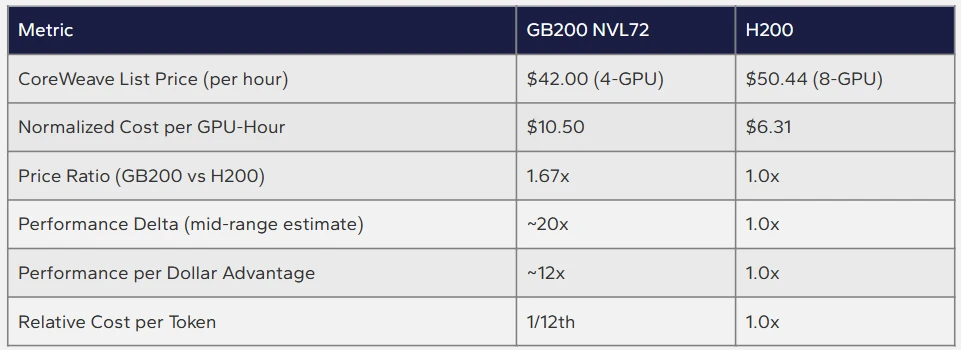 Metric GB200 NVL72 H200
CoreWeave List Price (per hour) $42.00 (4-GPU) $50.44 (8-GPU)
Normalized Cost per GPU-Hour $10.50 $6.31
Price Ratio (GB200 vs H200) 1.67x 1.0x
Performance Delta (mid-range estimate) ~20x 1.0x
Performance per Dollar Advantage ~12x 1.0x
Relative Cost per Token 1/12th 1.0x